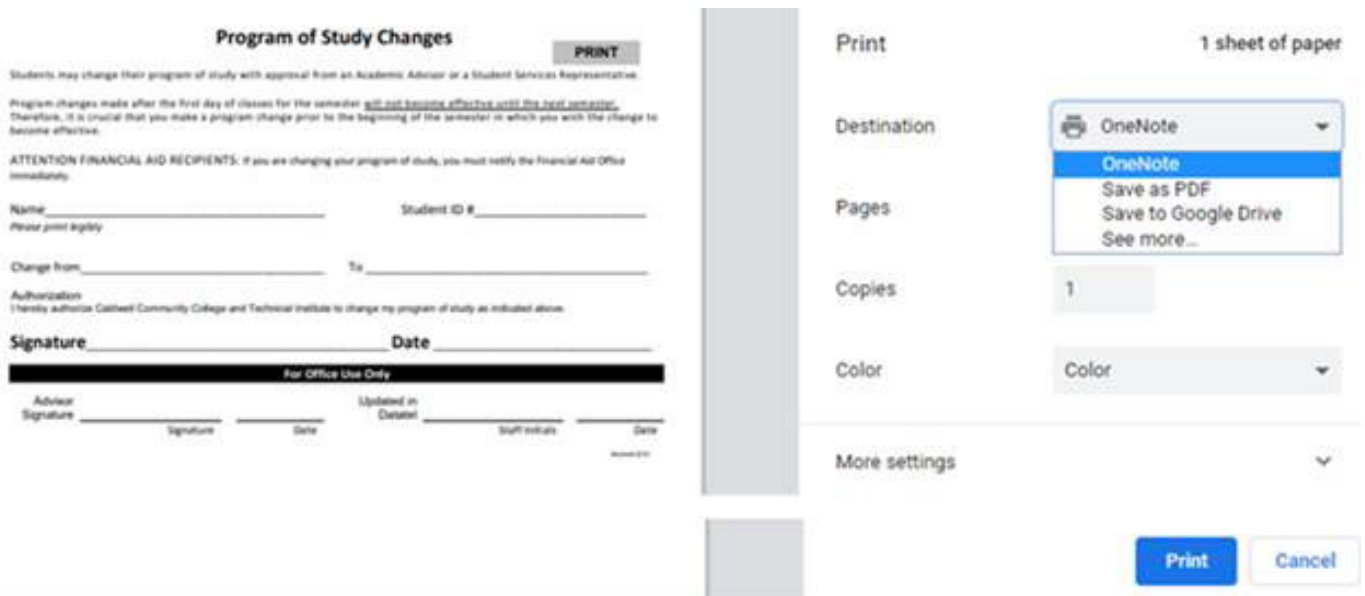 Program of Study Changes
PRINT
Students may change their program of study with approval from an Academic Advisor or a Student Services Representative.
Program changes made after the first day of classes for the semester will not become effective until the next semester.
Therefore, it is crucial that you make a program change prior to the beginning of the semester in which you wish the change to
become effective.
ATTENTION FINANCIAL AID RECIPIENTS: If you are changing your program of study, you must notify the Financial Aid Office
immediately.
Name Student ID #
Please print legibly
Change from To
Authorization
I hereby authorize Caldwell Community College and Technical Institute to change my program of study as indicated above.
Signature Date
For Office Use Only
Advisor Updated in
Signature Datatel
Signature Date Staff Initials Date
Print 1 sheet of paper
Destination OneNote
OneNote
Save as PDF
Pages Save to Google Drive
See more...
Copies 1
Color Color
More settings
Print Cancel